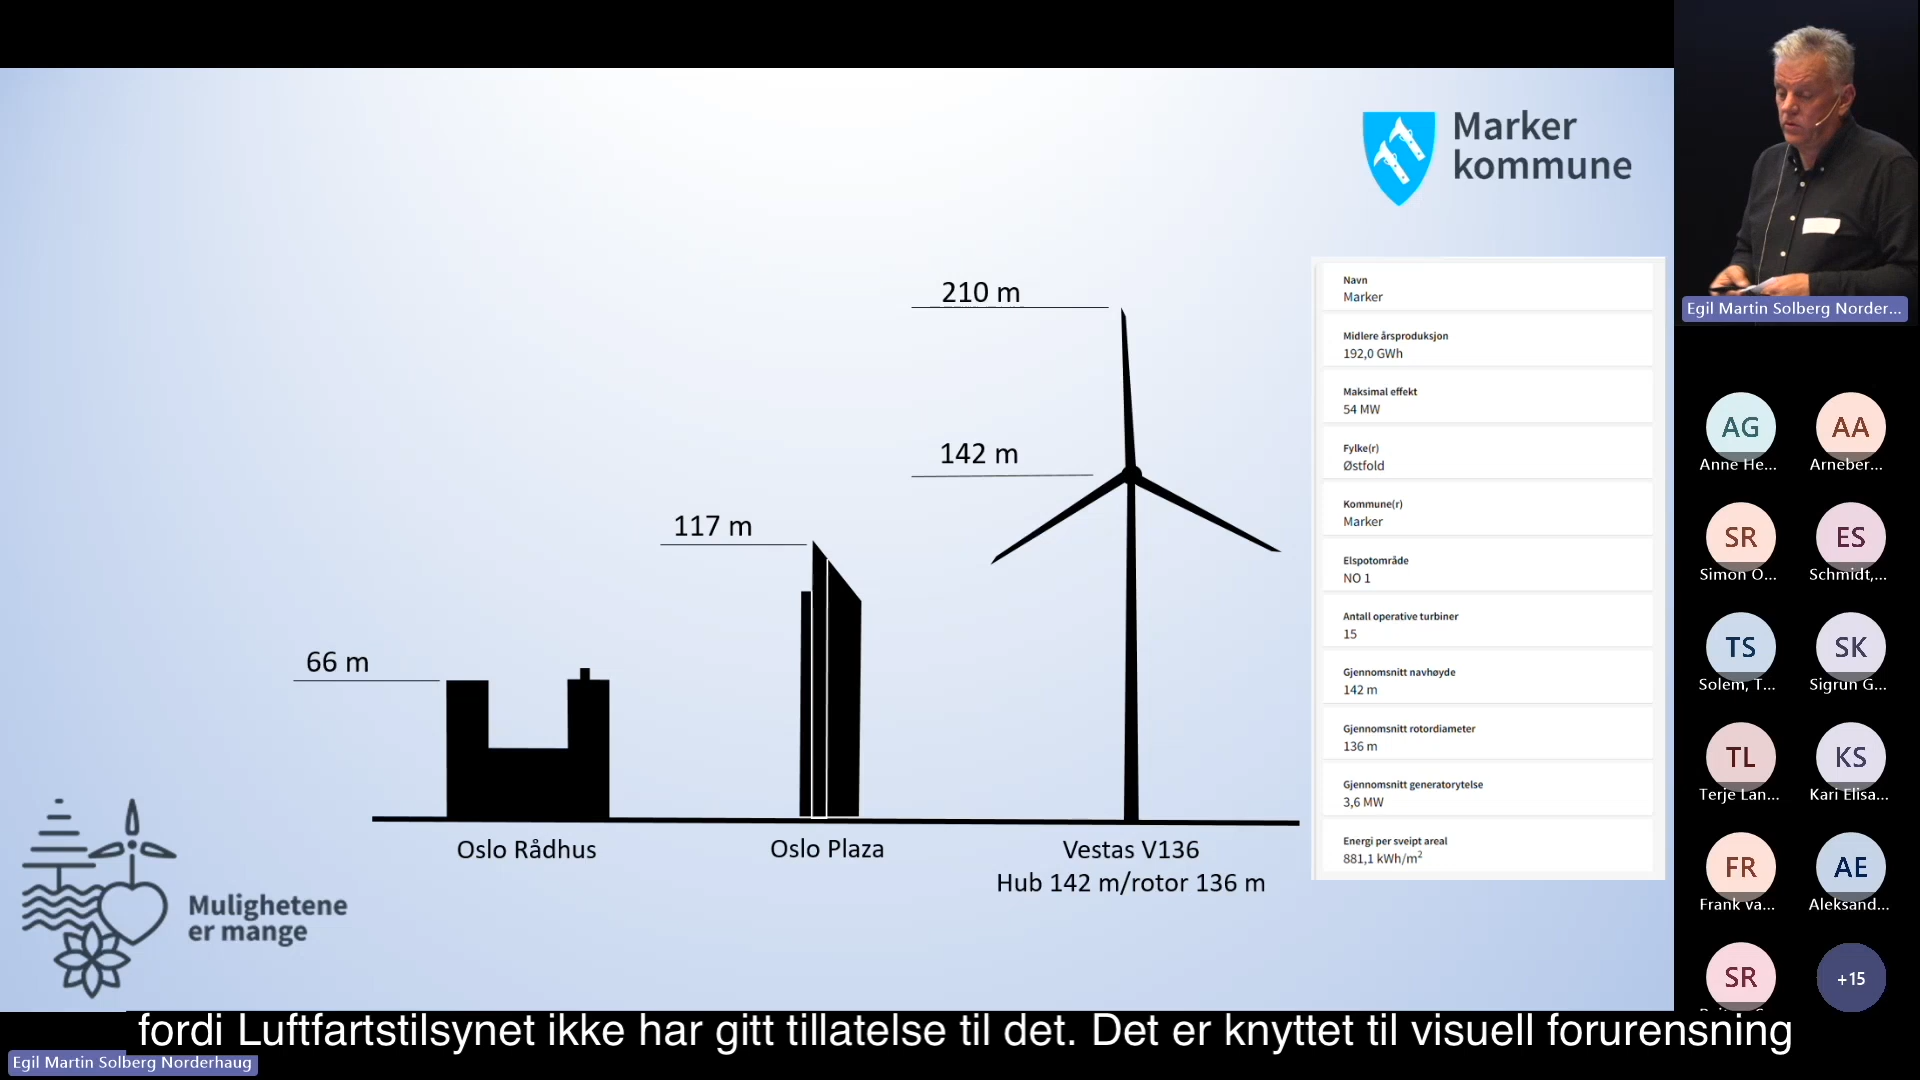 Marker
kommune
210 m
142 m
117 m
66 m
Oslo Rådhus
Oslo Plaza
Vestas V136
Hub 142 m/rotor 136 m
Navn
Marker
Midlere årsproduksjon
192,0 GWh
Maksimal effekt
54 MW
Fylke(r)
Østfold
Kommune(r)
Marker
Elspotområde
NO 1
Antall operative turbiner
15
Gjennomsnitt navhøyde
142 m
Gjennomsnitt rotordiameter
136 m
Gjennomsnitt generatorytelse
3,6 MW
Energi per sveipt areal
881,1 kWh/m²
Mulighetene
er mange
Egil Martin Solberg Norder...
AG
Anne He...
AA
Arneber...
SR
Simon O...
ES
Schmidt,...
TS
Solem, T...
SK
Sigrun G...
TL
Terje Lan...
KS
Kari Elisa...
FR
Frank va...
AE
Aleksand...
SR
+15
fordi Luftfartstilsynet ikke har gitt tillatelse til det. Det er knyttet til visuell forurensning
Egil Martin Solberg Norderhaug